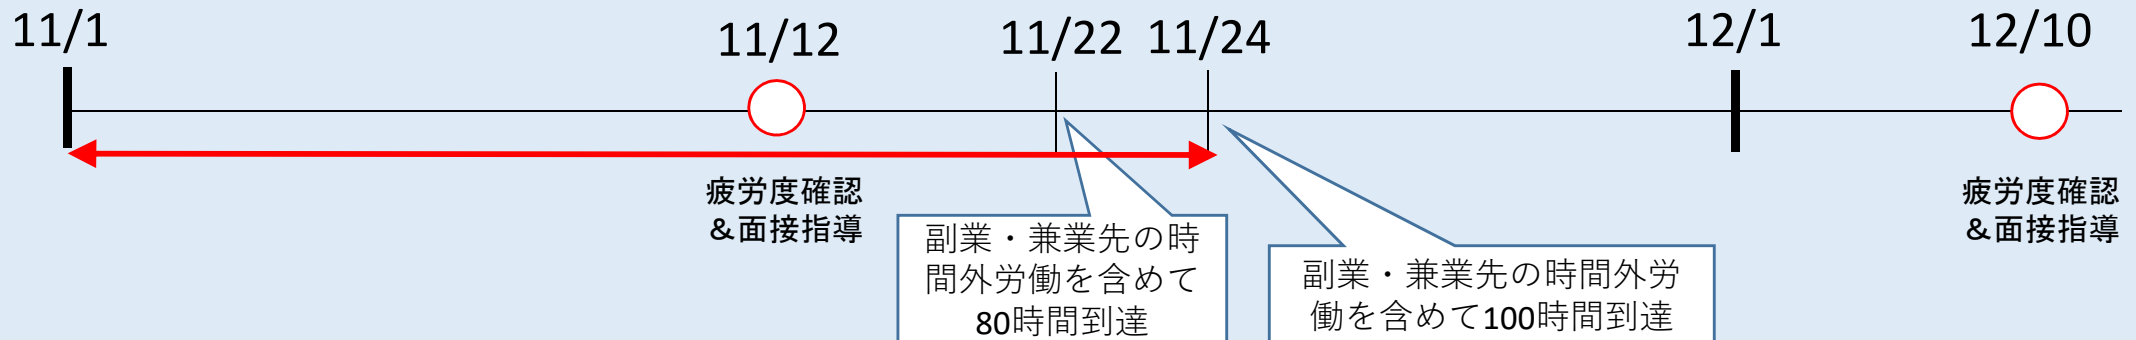 11/1
11/12
11/22
11/24
12/1
12/10
疲労度確認
＆面接指導
副業・兼業先の時
間外労働を含めて
80時間到達
副業・兼業先の時間外労
働を含めて100時間到達
疲労度確認
＆面接指導